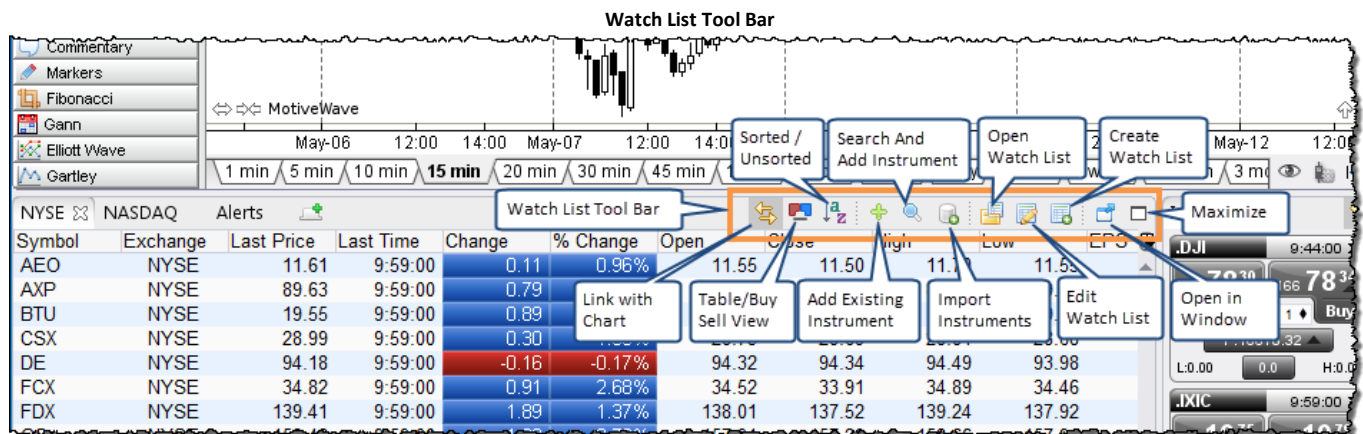 Watch List Tool Bar
Commentary
Markers
Fibonacci
Gann
Elliott Wave
Gartley
MotiveWave
May-06 12:00 14:00 May-07 12:00 May-12
1 min 5 min 10 min 15 min 20 min 30 min 45 min
Sorted /
Unsorted
Search And
Add Instrument
Open
Watch List
Create
Watch List
Watch List Tool Bar
Maximize
NYSE NASDAQ Alerts
Symbol Exchange Last Price Last Time Change % Change Open
AEO NYSE 11.61 9:59:00 0.11 0.96% 11.55 11.50
AXP NYSE 89.63 9:59:00 0.79
BTU NYSE 19.55 9:59:00 0.89
CSX NYSE 28.99 9:59:00 0.30
DE NYSE 94.18 9:59:00 -0.16 -0.17% 94.32 94.34 94.49 93.98
FCX NYSE 34.82 9:59:00 0.91 2.68% 34.52 33.91 34.89 34.46
FDX NYSE 139.41 9:59:00 1.89 1.37% 138.01 137.52 139.24 137.92
Link with
Chart
Table/Buy
Sell View
Add Existing
Instrument
Import
Instruments
Edit
Watch List
Open in
Window
.DJI 9:44:00
Buy
L:0.00 0.0
.IXIC 9:59:00